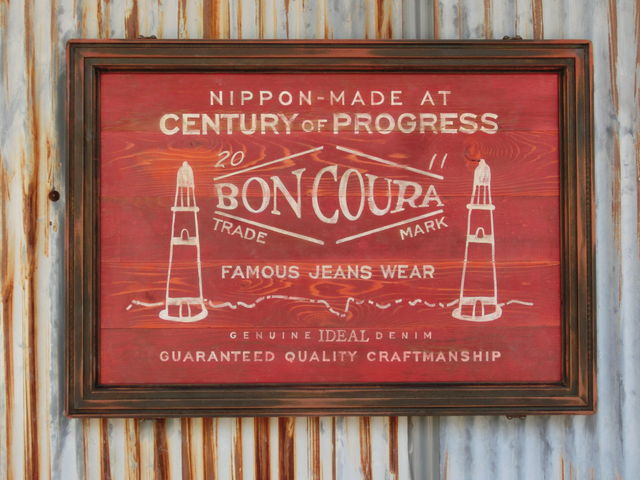 NIPPON-MADE AT
CENTURY OF PROGRESS
20 11
BON COURA
TRADE MARK
FAMOUS JEANS WEAR
GENUINE IDEAL DENIM
GUARANTEED QUALITY CRAFTMANSHIP